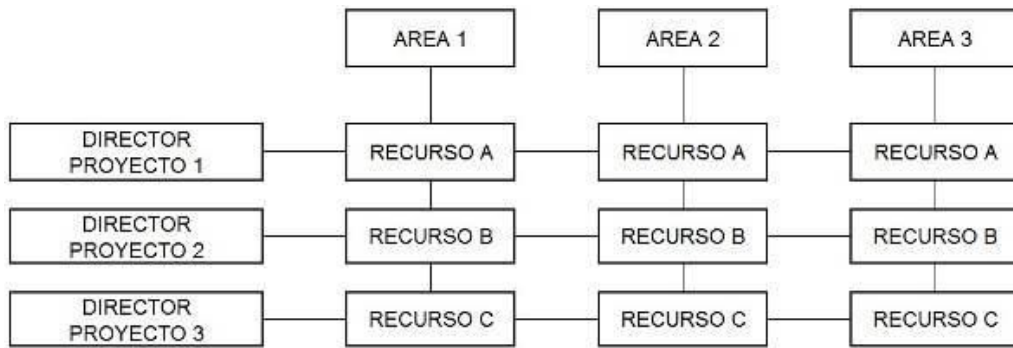 AREA 1
AREA 2
AREA 3
DIRECTOR
PROYECTO 1
RECURSO A
RECURSO A
RECURSO A
DIRECTOR
PROYECTO 2
RECURSO B
RECURSO B
RECURSO B
DIRECTOR
PROYECTO 3
RECURSO C
RECURSO C
RECURSO C